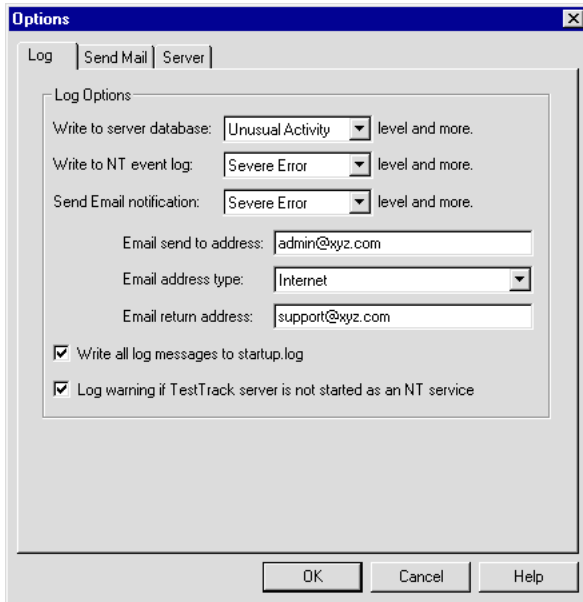 Options
Log Send Mail Server
Log Options
Write to server database: Unusual Activity level and more.
Write to NT event log: Severe Error level and more.
Send Email notification: Severe Error level and more.
Email send to address: admin@xyz.com
Email address type: Internet
Email return address: support@xyz.com
Write all log messages to startup.log
Log warning if TestTrack server is not started as an NT service
OK Cancel Help